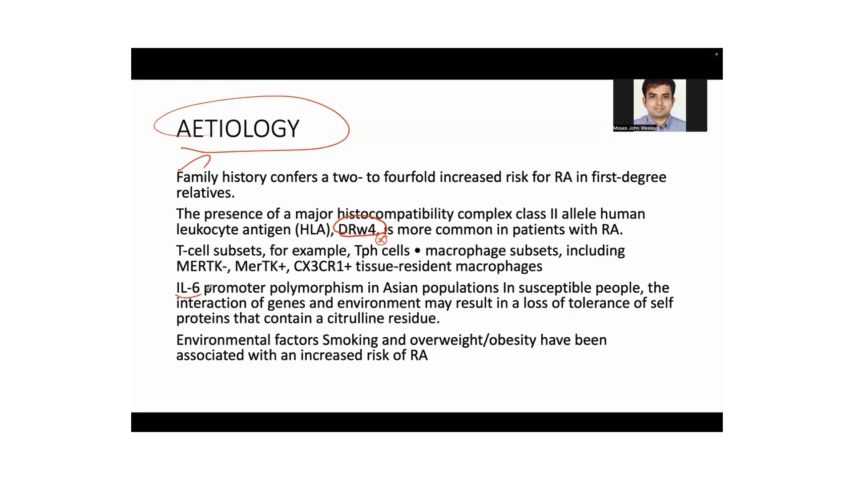 Moses John Wesley
AETIOLOGY
Family history confers a two- to fourfold increased risk for RA in first-degree
relatives.
The presence of a major histocompatibility complex class II allele human
leukocyte antigen (HLA), DRw4, is more common in patients with RA.
T-cell subsets, for example, Tph cells • macrophage subsets, including
MERTK-, MerTK+, CX3CR1+ tissue-resident macrophages
IL-6 promoter polymorphism in Asian populations In susceptible people, the
interaction of genes and environment may result in a loss of tolerance of self
proteins that contain a citrulline residue.
Environmental factors Smoking and overweight/obesity have been
associated with an increased risk of RA